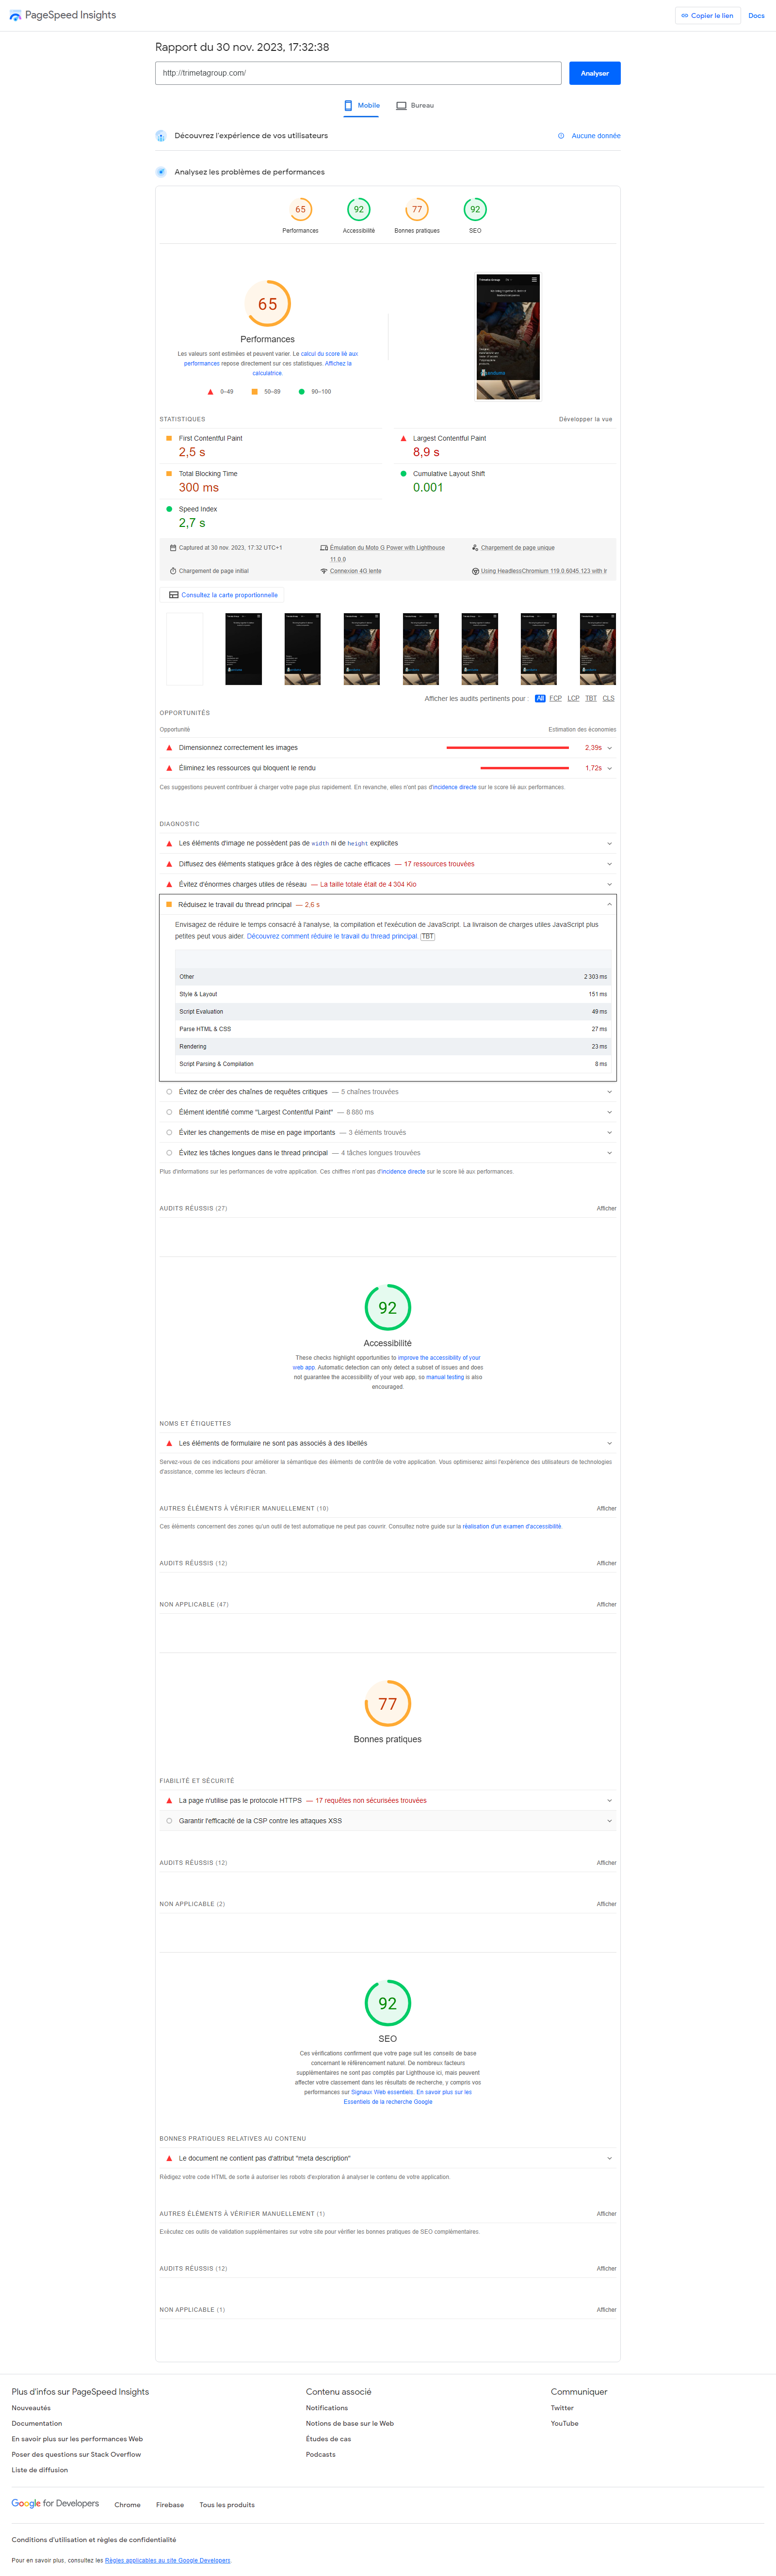 PageSpeed Insights
Copier le lien
Docs
Rapport du 30 nov. 2023, 17:32:38
http://trimetagroup.com/
Analyser
Mobile
Bureau
Découvrez l'expérience de vos utilisateurs
Aucune donnée
Analysez les problèmes de performances
65
92
77
92
Performances
Accessibilité
Bonnes pratiques
SEO
65
Performances
Les valeurs sont estimées et peuvent varier. Le calcul du score lié aux
performances repose directement sur ces statistiques. Affichez la
calculatrice.
0–49
50–89
90–100
STATISTIQUES
Développer la vue
First Contentful Paint
2,5 s
Largest Contentful Paint
8,9 s
Total Blocking Time
300 ms
Cumulative Layout Shift
0.001
Speed Index
2,7 s
Captured at 30 nov. 2023, 17:32 UTC+1
Émulation du Moto G Power with Lighthouse
11.0.0
Chargement de page unique
Chargement de page initial
Connexion 4G lente
Using HeadlessChromium 119.0.6045.123 with lr
Consultez la carte proportionnelle
Afficher les audits pertinents pour :
All
FCP
LCP
TBT
CLS
OPPORTUNITÉS
Opportunité
Estimation des économies
Dimensionnez correctement les images
2,39s
Éliminez les ressources qui bloquent le rendu
1,72s
Ces suggestions peuvent contribuer à charger votre page plus rapidement. En revanche, elles n'ont pas d'incidence directe sur le score lié aux performances.
DIAGNOSTIC
Les éléments d'image ne possèdent pas de width ni de height explicites
Diffusez des éléments statiques grâce à des règles de cache efficaces — 17 ressources trouvées
Évitez d'énormes charges utiles de réseau — La taille totale était de 4 304 Kio
Réduisez le travail du thread principal — 2,6 s
Envisagez de réduire le temps consacré à l'analyse, la compilation et l'exécution de JavaScript. La livraison de charges utiles JavaScript plus
petites peut vous aider. Découvrez comment réduire le travail du thread principal. TBT
Other
2 303 ms
Style & Layout
151 ms
Script Evaluation
49 ms
Parse HTML & CSS
27 ms
Rendering
23 ms
Script Parsing & Compilation
8 ms
Évitez de créer des chaînes de requêtes critiques — 5 chaînes trouvées
Élément identifié comme "Largest Contentful Paint" — 8 880 ms
Éviter les changements de mise en page importants — 3 éléments trouvés
Évitez les tâches longues dans le thread principal — 4 tâches longues trouvées
Plus d'informations sur les performances de votre application. Ces chiffres n'ont pas d'incidence directe sur le score lié aux performances.
AUDITS RÉUSSIS (27)
Afficher
92
Accessibilité
These checks highlight opportunities to improve the accessibility of your
web app. Automatic detection can only detect a subset of issues and does
not guarantee the accessibility of your web app, so manual testing is also
encouraged.
NOMS ET ÉTIQUETTES
Les éléments de formulaire ne sont pas associés à des libellés
Servez-vous de ces indications pour améliorer la sémantique des éléments de contrôle de votre application. Vous optimiserez ainsi l'expérience des utilisateurs de technologies
d'assistance, comme les lecteurs d'écran.
AUTRES ÉLÉMENTS À VÉRIFIER MANUELLEMENT (10)
Afficher
Ces éléments concernent des zones qu'un outil de test automatique ne peut pas couvrir. Consultez notre guide sur la réalisation d'un examen d'accessibilité.
AUDITS RÉUSSIS (12)
Afficher
NON APPLICABLE (47)
Afficher
77
Bonnes pratiques
FIABILITÉ ET SÉCURITÉ
La page n'utilise pas le protocole HTTPS — 17 requêtes non sécurisées trouvées
Garantir l'efficacité de la CSP contre les attaques XSS
AUDITS RÉUSSIS (12)
Afficher
NON APPLICABLE (2)
Afficher
92
SEO
Ces vérifications confirment que votre page suit les conseils de base
concernant le référencement naturel. De nombreux facteurs
supplémentaires ne sont pas comptés par Lighthouse ici, mais peuvent
affecter votre classement dans les résultats de recherche, y compris vos
performances sur Signaux Web essentiels. En savoir plus sur les
Essentiels de la recherche Google
BONNES PRATIQUES RELATIVES AU CONTENU
Le document ne contient pas d'attribut "meta description"
Rédigez votre code HTML de sorte à autoriser les robots d'exploration à analyser le contenu de votre application.
AUTRES ÉLÉMENTS À VÉRIFIER MANUELLEMENT (1)
Afficher
Exécutez ces outils de validation supplémentaires sur votre site pour vérifier les bonnes pratiques de SEO complémentaires.
AUDITS RÉUSSIS (12)
Afficher
NON APPLICABLE (1)
Afficher
Plus d'infos sur PageSpeed Insights
Nouveautés
Documentation
En savoir plus sur les performances Web
Poser des questions sur Stack Overflow
Liste de diffusion
Contenu associé
Notifications
Notions de base sur le Web
Études de cas
Podcasts
Communiquer
Twitter
YouTube
Google for Developers
Chrome
Firebase
Tous les produits
Conditions d'utilisation et règles de confidentialité
Pour en savoir plus, consultez les Règles applicables au site Google Developers.